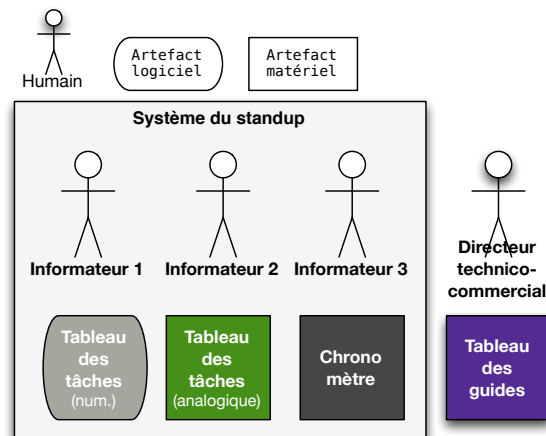 Humain
Artefact
logiciel
Artefact
matériel
Système du standup
Informateur 1
Informateur 2
Informateur 3
Directeur
technico-
commercial
Tableau
des
tâches
(num.)
Tableau
des
tâches
(analogique)
Chrono
mètre
Tableau
des
guides